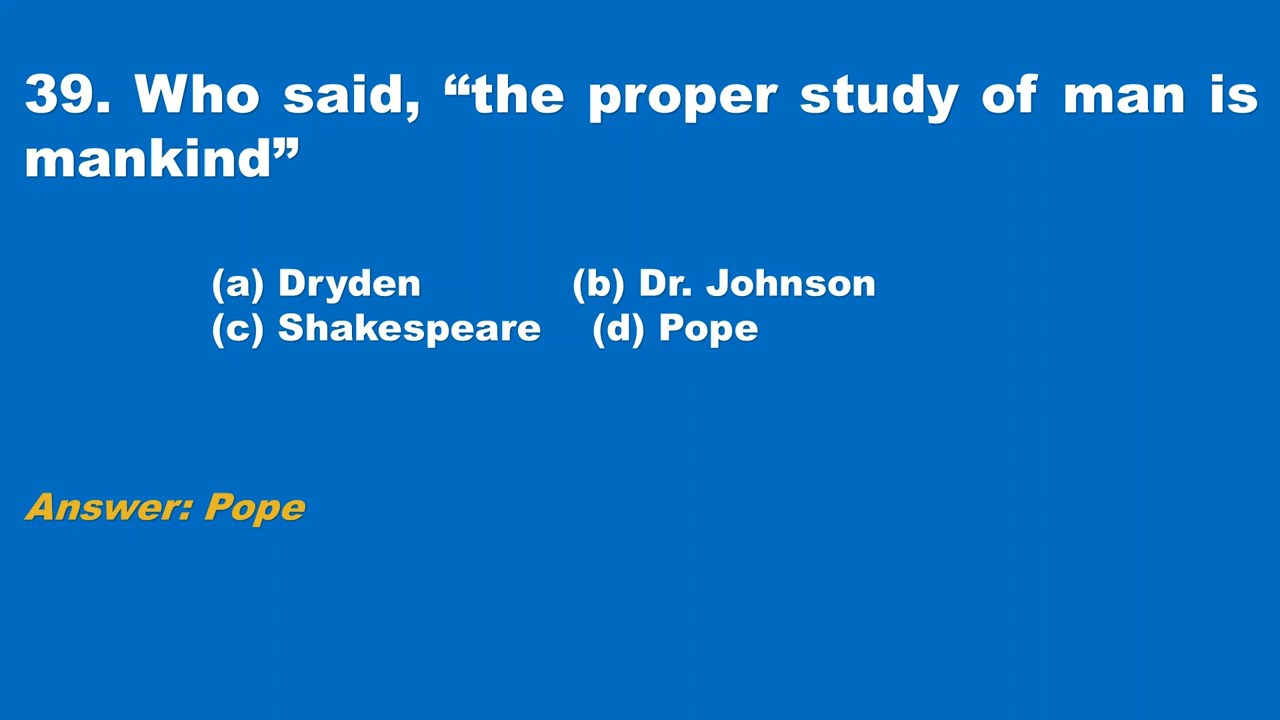 39. Who said, “the proper study of man is
mankind”
(a) Dryden (b) Dr. Johnson
(c) Shakespeare (d) Pope
Answer: Pope